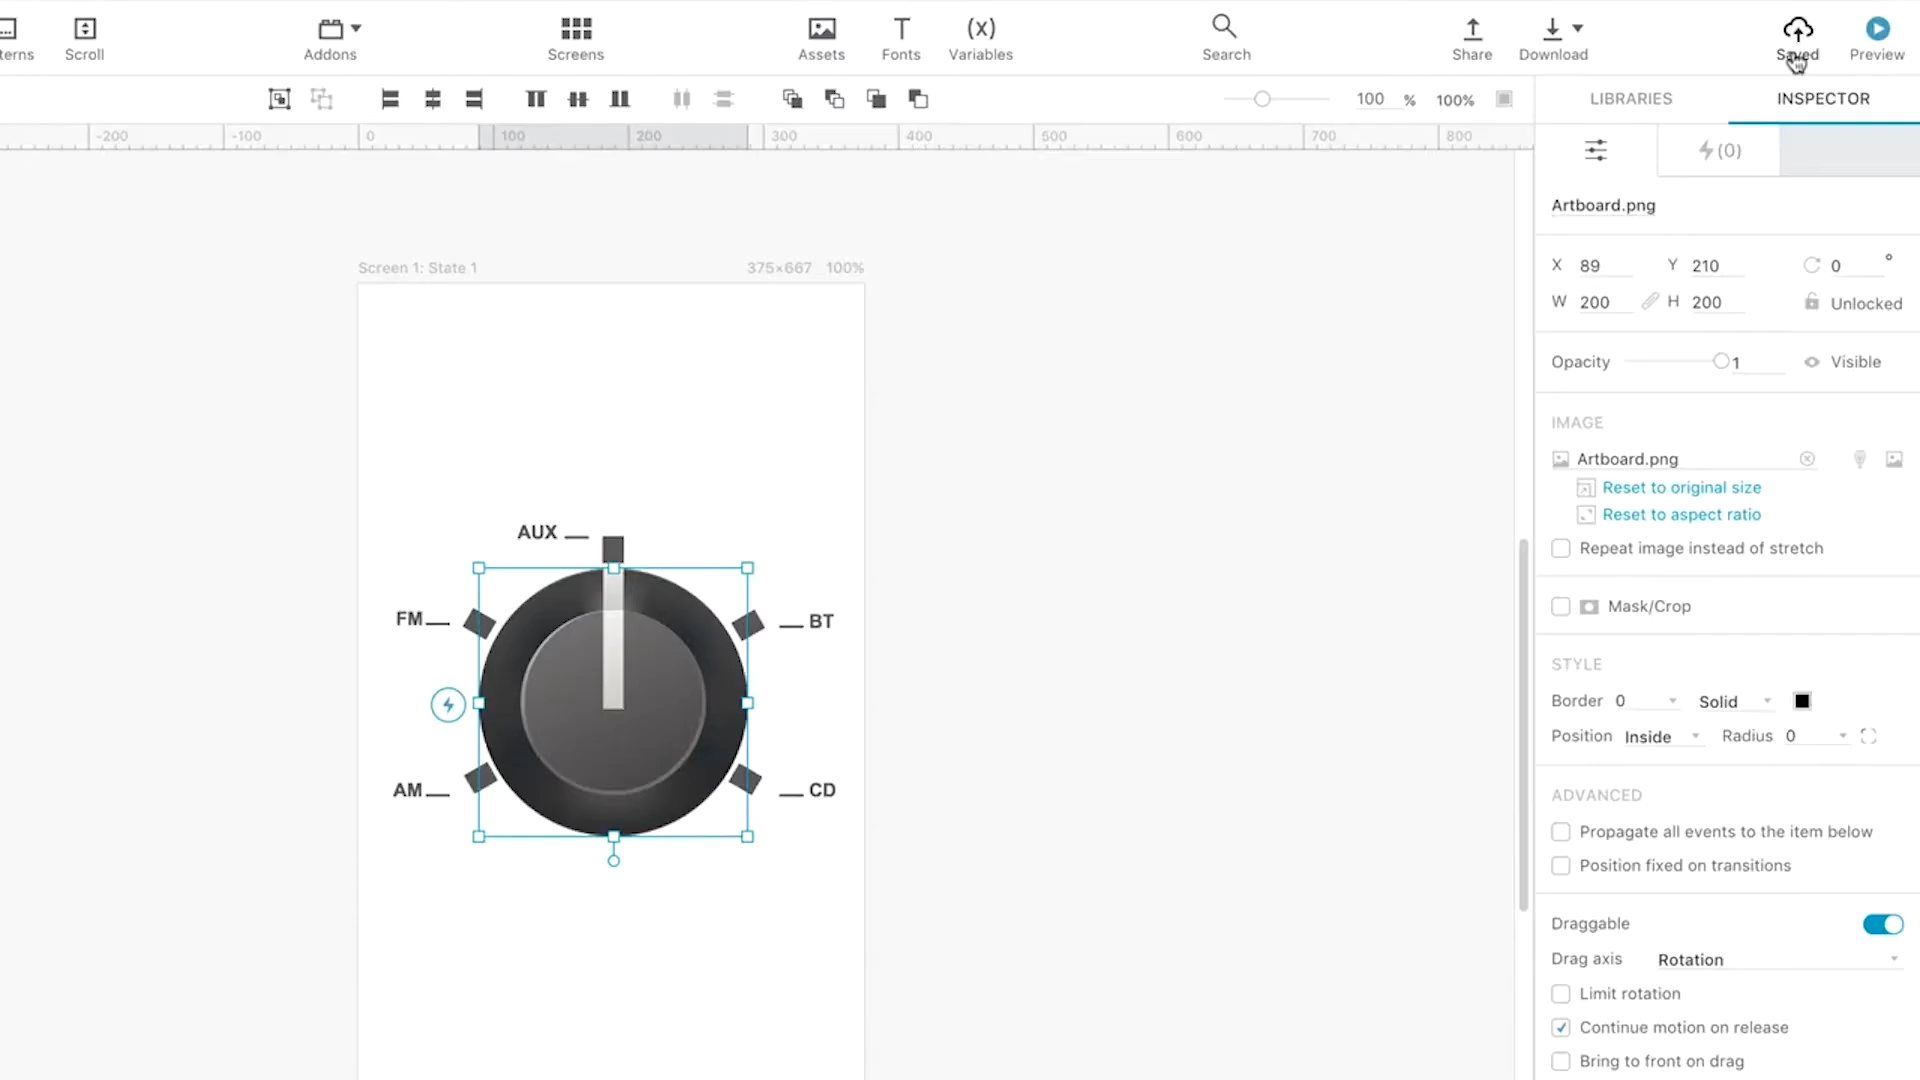 terns Scroll Addons Screens Assets Fonts (x) Variables Search Share Download Saved Preview
100 % 100% LIBRARIES INSPECTOR
-200 -100 0 100 200 300 400 500 600 700 800
(0)
Artboard.png
X 89 Y 210 0 °
W 200 H 200 Unlocked
Opacity 1 Visible
IMAGE
Artboard.png
Reset to original size
Reset to aspect ratio
Repeat image instead of stretch
Mask/Crop
STYLE
Border 0 Solid
Position Inside Radius 0
ADVANCED
Propagate all events to the item below
Position fixed on transitions
Draggable
Drag axis Rotation
Limit rotation
Continue motion on release
Bring to front on drag
Screen 1: State 1 375×667 100%
AUX
FM BT
AM CD